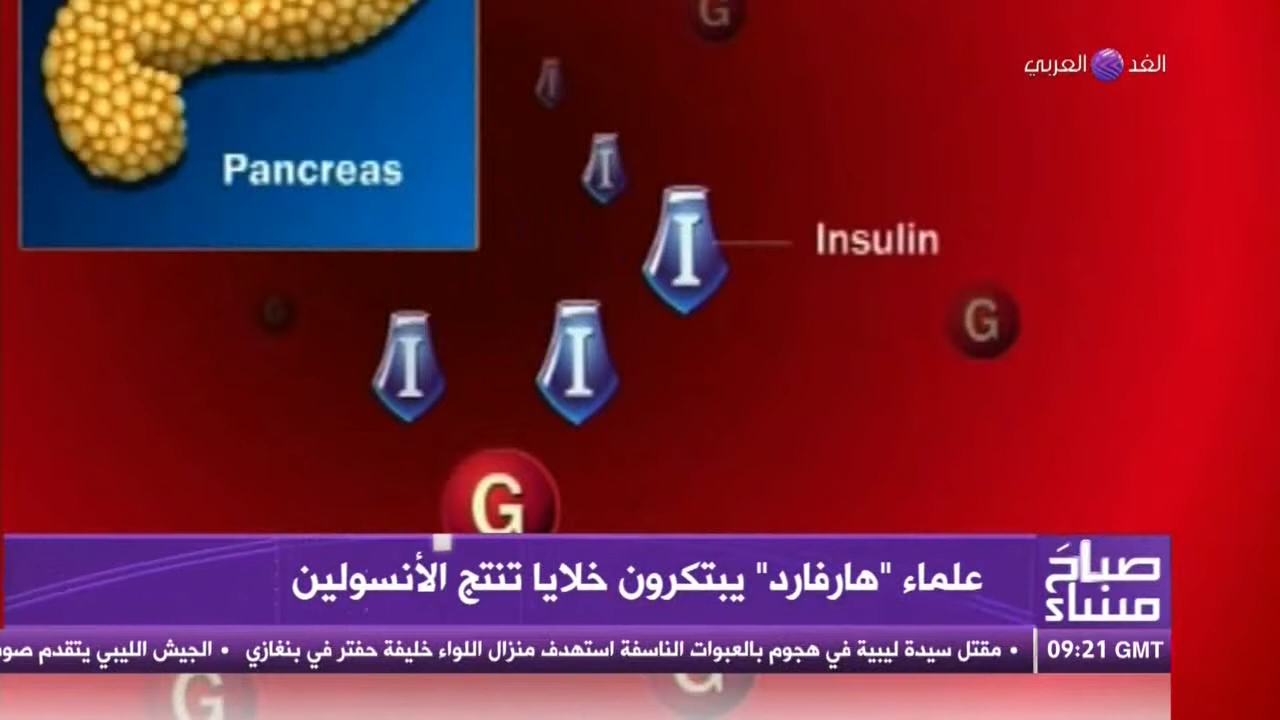 G
الغد العربي
I
I
Pancreas
I
Insulin
G
G
I
I
G
علماء "هارفارد" يبتكرون خلايا تنتج الأنسولين
صباح مساء
• مقتل سيدة ليبية في هجوم بالعبوات الناسفة استهدف منزال اللواء خليفة حفتر في بنغازي • الجيش الليبي يتقدم
09:21 GMT
G
G